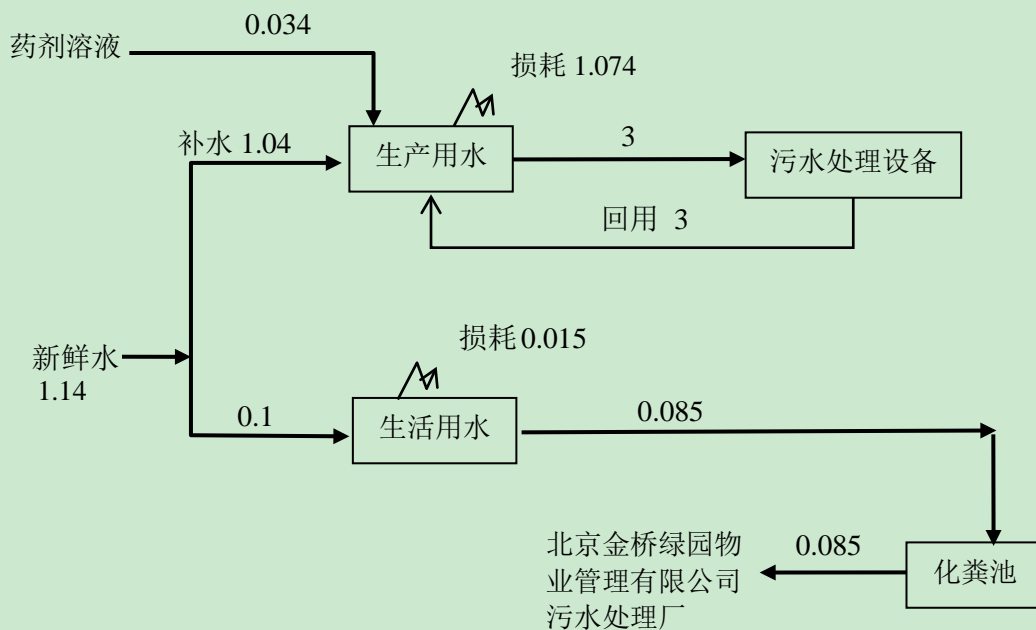 0.034
药剂溶液
损耗 1.074
补水 1.04
生产用水
3
污水处理设备
回用 3
新鲜水
1.14
损耗 0.015
0.1
生活用水
0.085
北京金桥绿园物
业管理有限公司
污水处理厂
0.085
化粪池